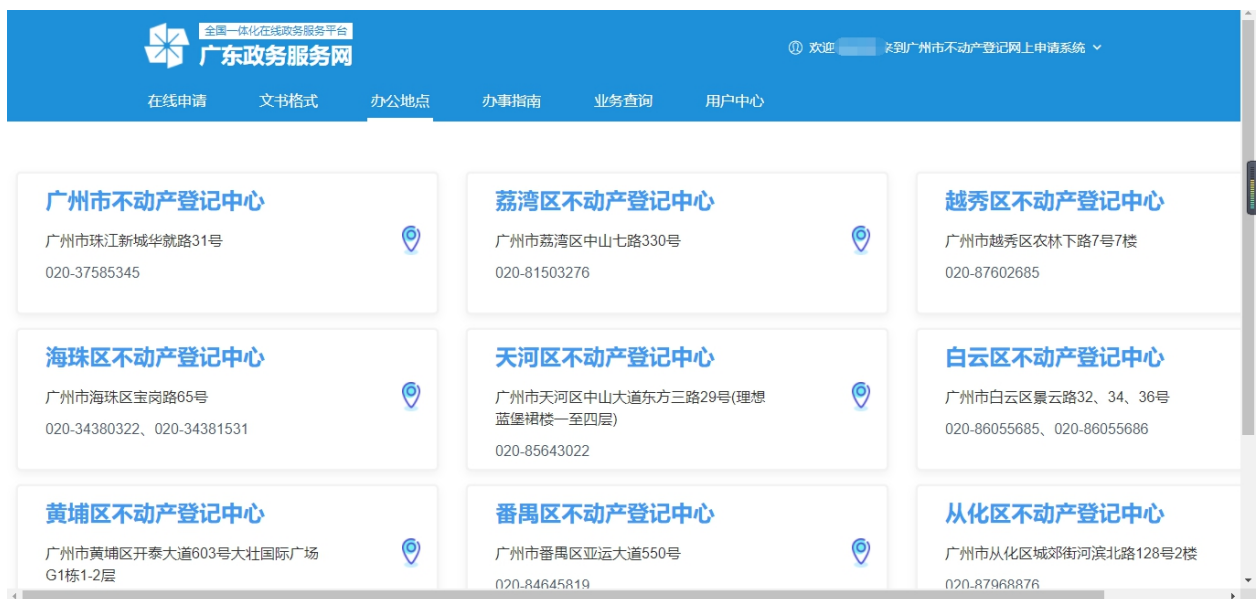 全国一体化在线政务服务平台
广东政务服务网
欢迎 来到广州市不动产登记网上申请系统
在线申请 文书格式 办公地点 办事指南 业务查询 用户中心
广州市不动产登记中心
广州市珠江新城华就路31号
020-37585345
荔湾区不动产登记中心
广州市荔湾区中山七路330号
020-81503276
越秀区不动产登记中心
广州市越秀区农林下路7号7楼
020-87602685
海珠区不动产登记中心
广州市海珠区宝岗路65号
020-34380322、020-34381531
天河区不动产登记中心
广州市天河区中山大道东方三路29号(理想
蓝堡裙楼一至四层)
020-85643022
白云区不动产登记中心
广州市白云区景云路32、34、36号
020-86055685、020-86055686
黄埔区不动产登记中心
广州市黄埔区开泰大道603号大壮国际广场
G1栋1-2层
番禺区不动产登记中心
广州市番禺区亚运大道550号
020-84645819
从化区不动产登记中心
广州市从化区城郊街河滨北路128号2楼
020-87968876